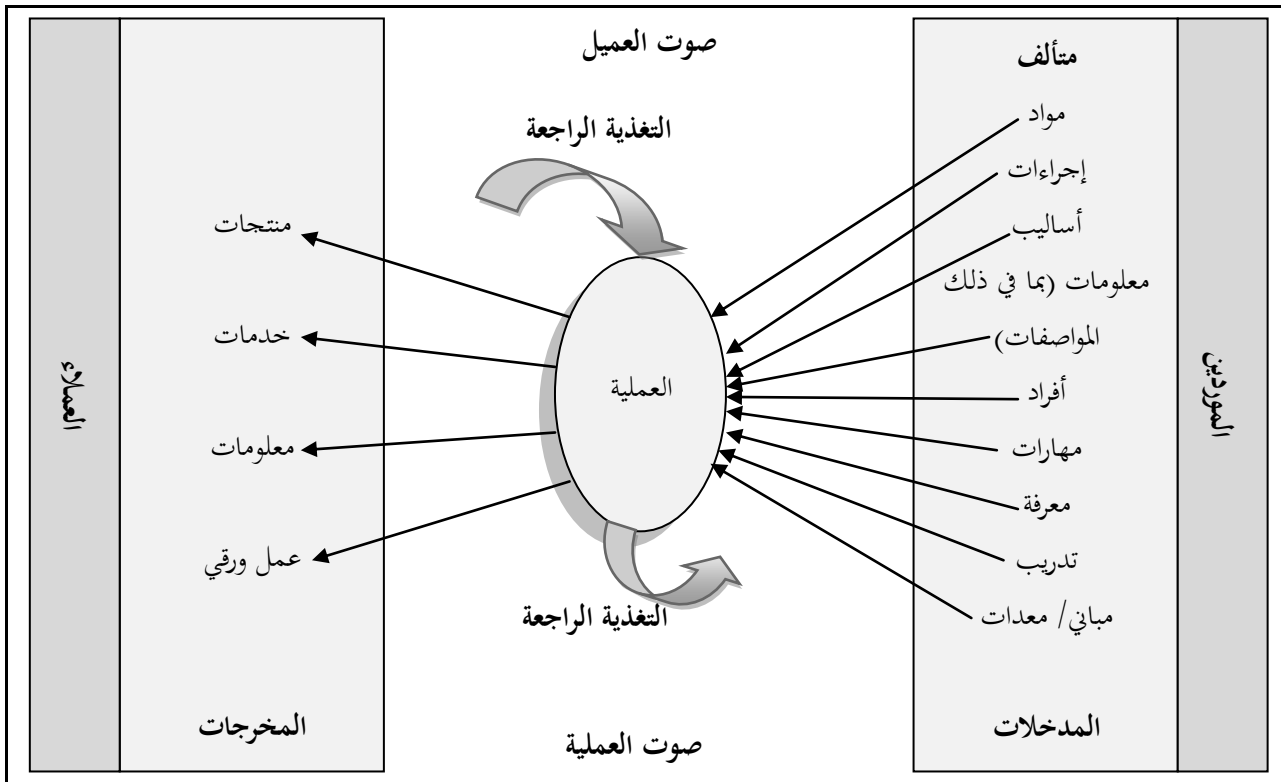 الموردين
متألف
مواد
إجراءات
أساليب
معلومات (بما في ذلك
المواصفات)
أفراد
مهارات
معرفة
تدريب
مباني/ معدات
المدخلات
صوت العميل
التغذية الراجعة
العملية
التغذية الراجعة
صوت العملية
منتجات
خدمات
معلومات
عمل ورقي
المخرجات
العملاء